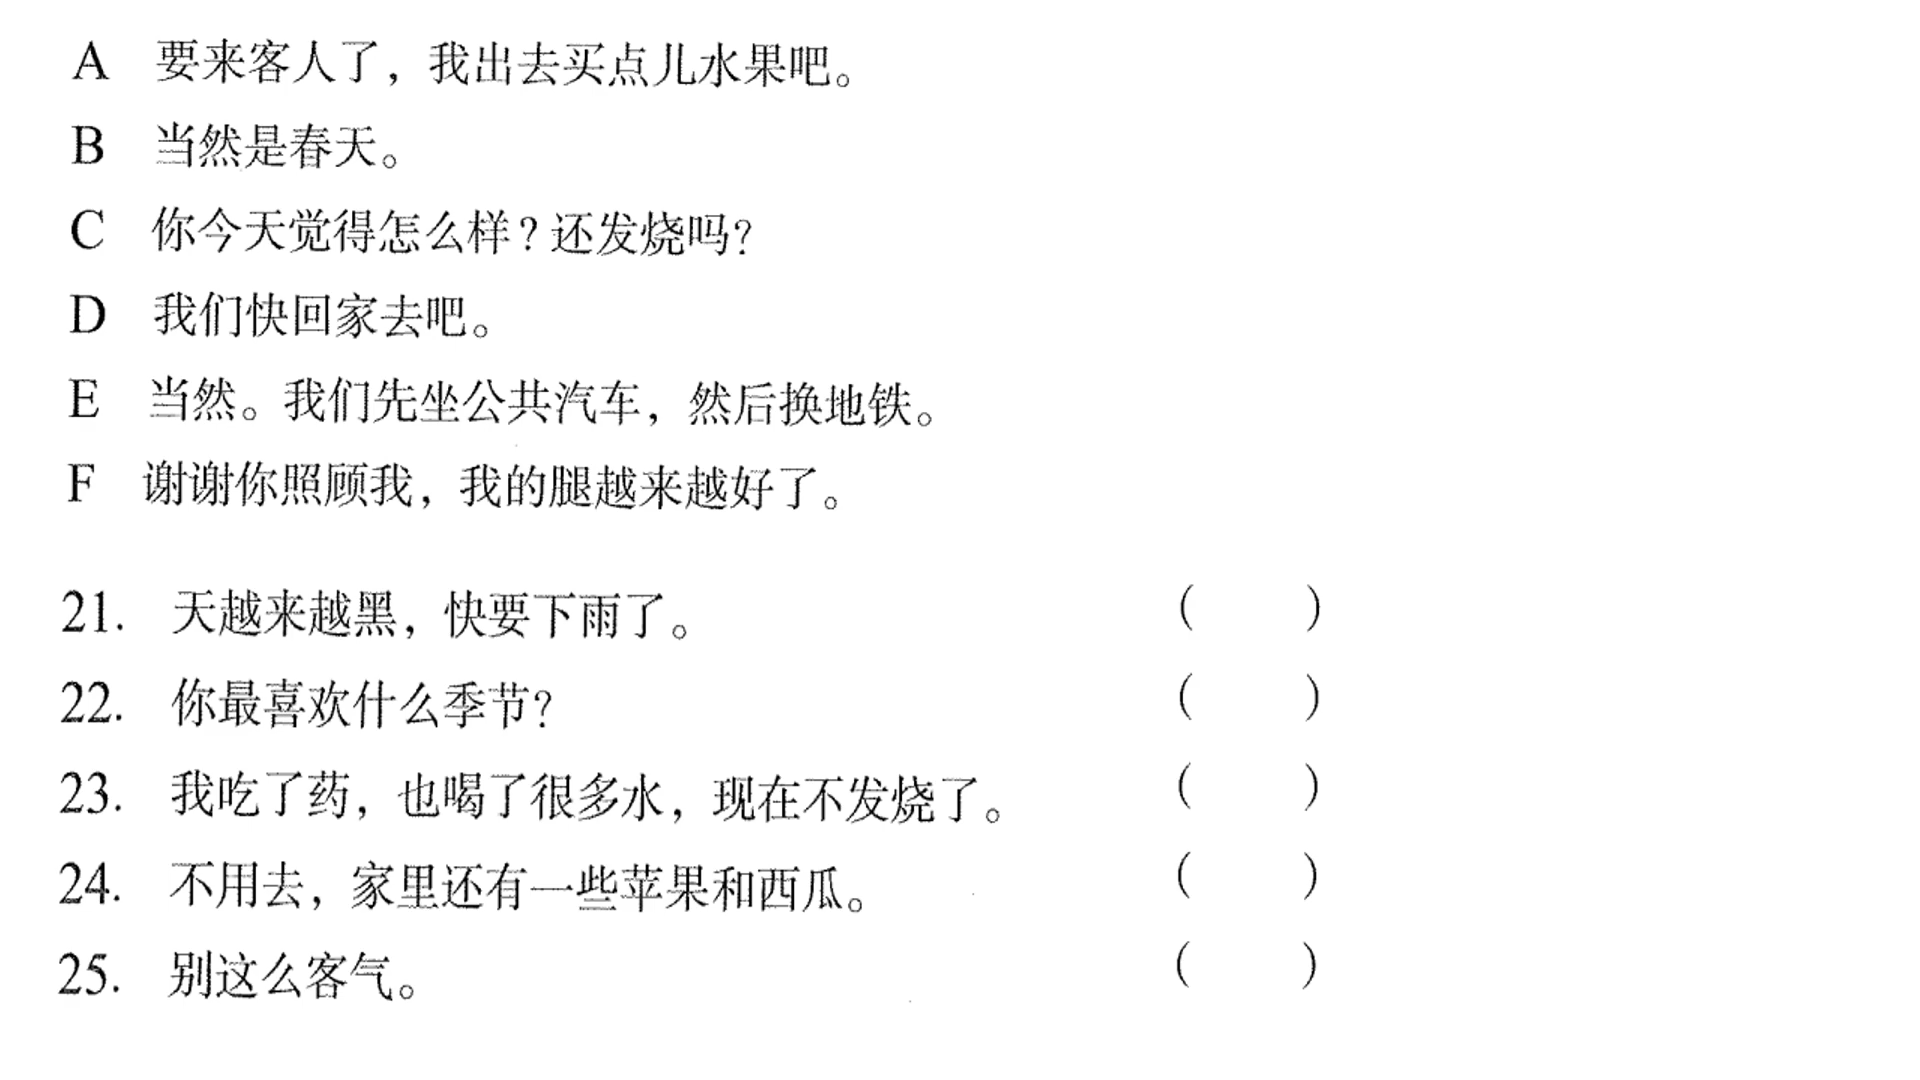 A 要来客人了，我出去买点儿水果吧。
B 当然是春天。
C 你今天觉得怎么样？还发烧吗？
D 我们快回家去吧。
E 当然。我们先坐公共汽车，然后换地铁。
F 谢谢你照顾我，我的腿越来越好了。
21. 天越来越黑，快要下雨了。 （ ）
22. 你最喜欢什么季节？ （ ）
23. 我吃了药，也喝了很多水，现在不发烧了。 （ ）
24. 不用去，家里还有一些苹果和西瓜。 （ ）
25. 别这么客气。 （ ）